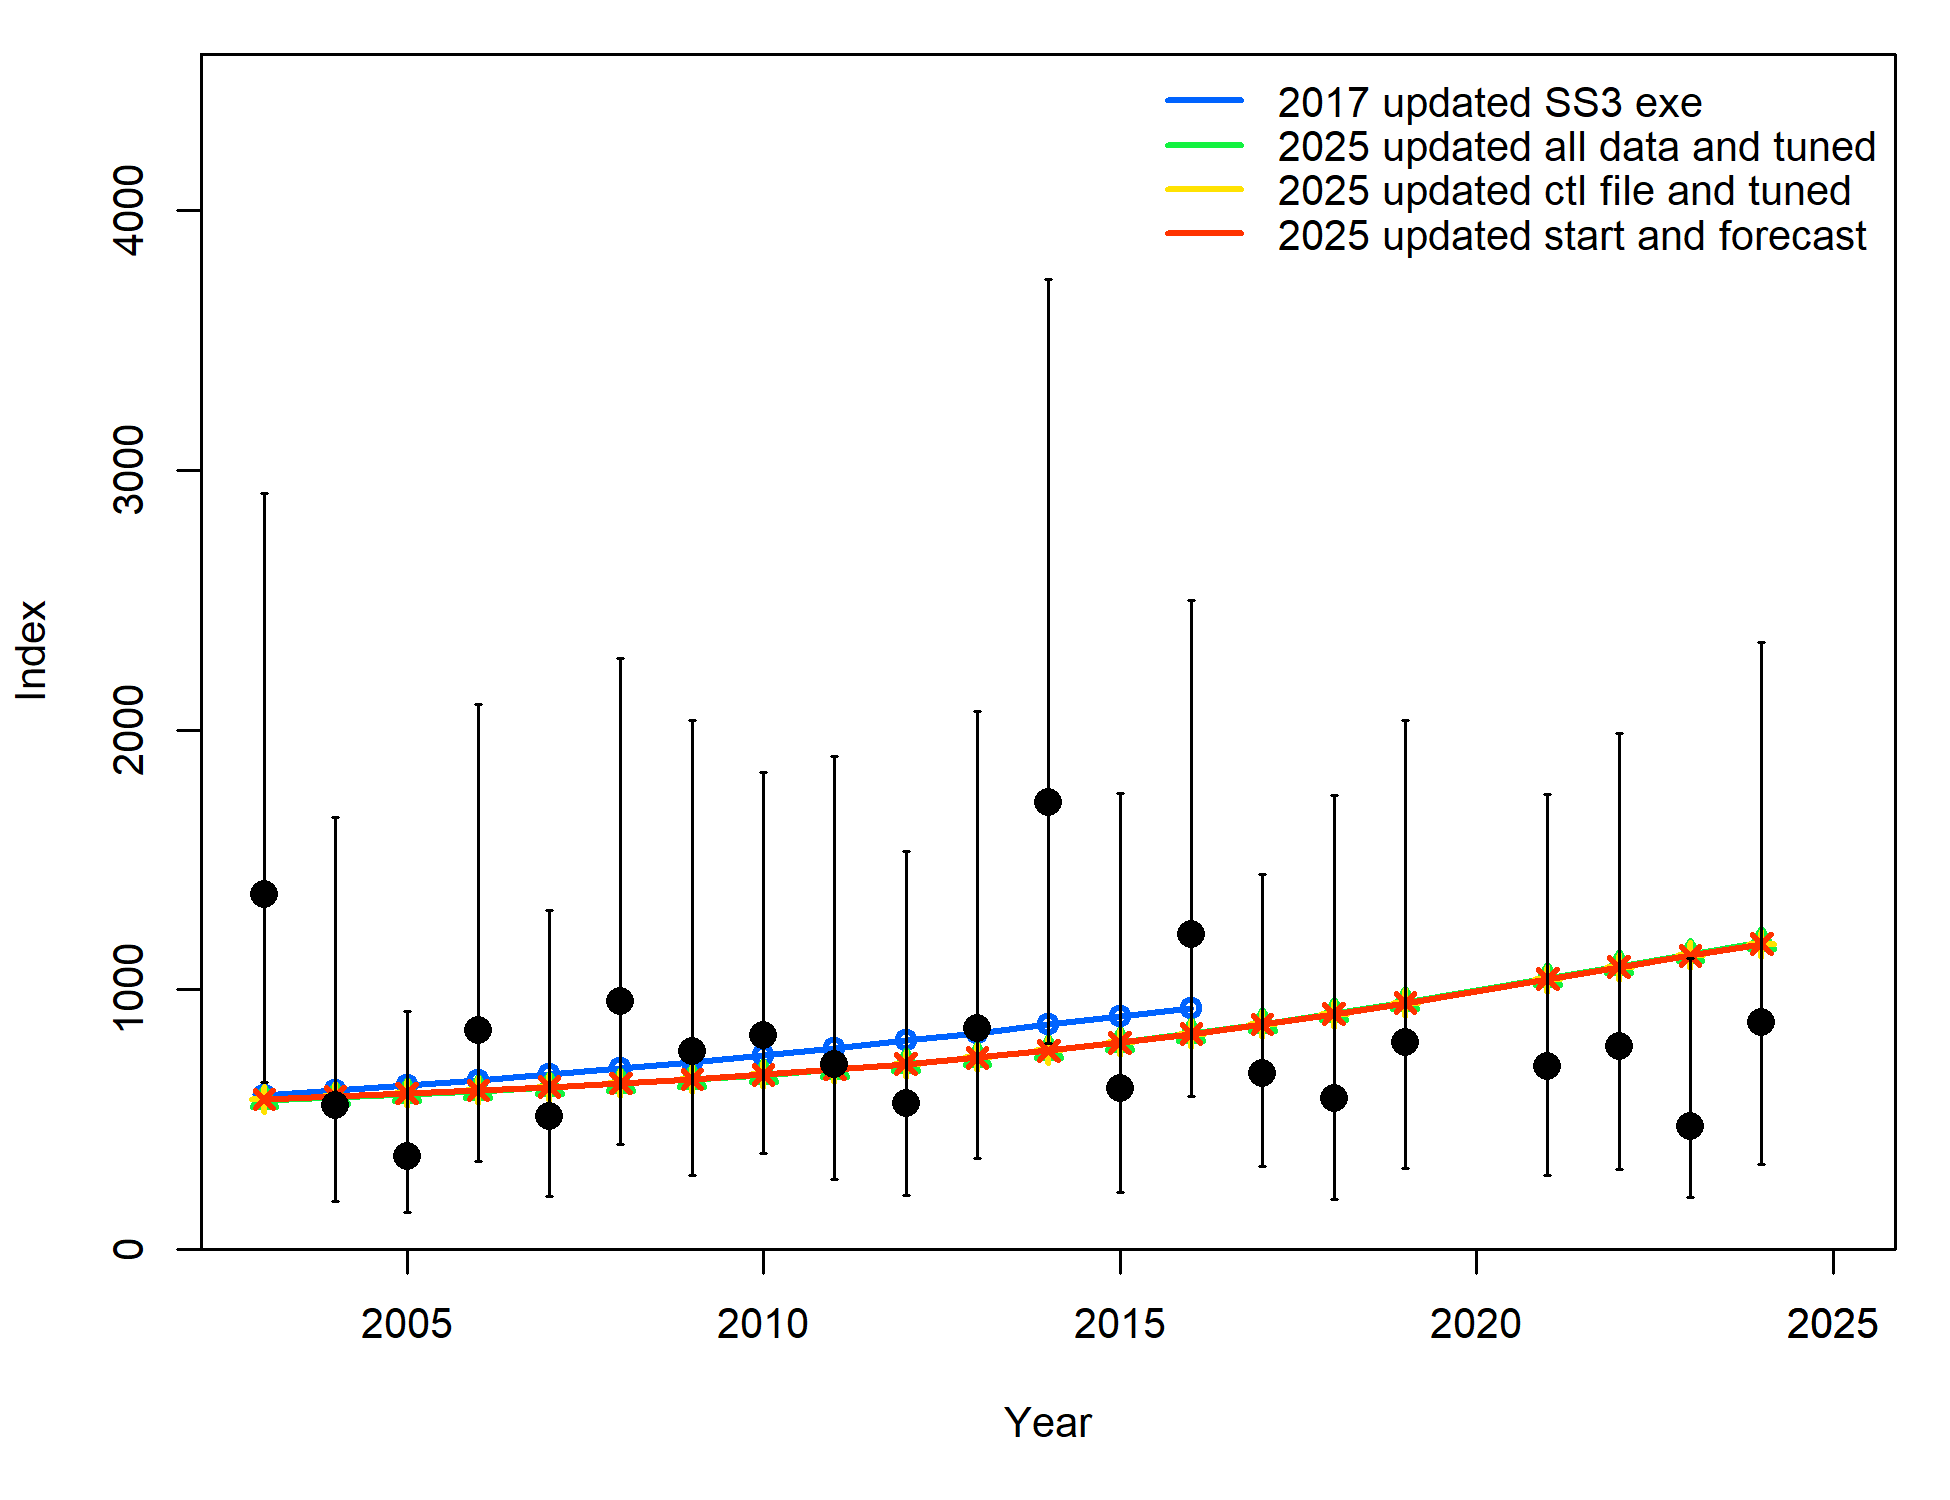 2017 updated SS3 exe
2025 updated all data and tuned
2025 updated ctl file and tuned
2025 updated start and forecast
4000
3000
2000
1000
0
Index
2005 2010 2015 2020 2025
Year